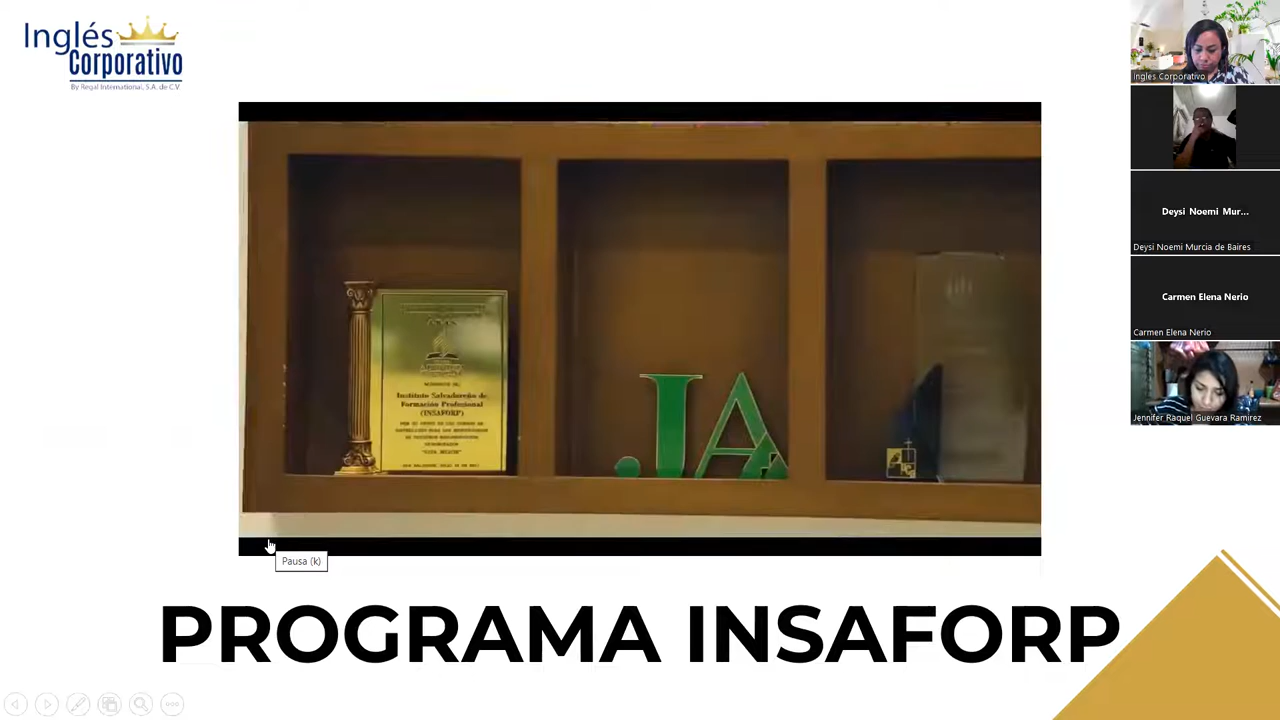 Inglés
Corporativo
By Regal International, S.A. de C.V
Instituto Salvadoreño de
Formación Profesional
(INSAFORP)
JA
Pausa (k)
PROGRAMA INSAFORP
Ingles Corporativo
Deysi Noemi Mur...
Deysi Noemi Murcia de Baires
Carmen Elena Nerio
Carmen Elena Nerio
Jennifer Raquel Guevara Ramirez